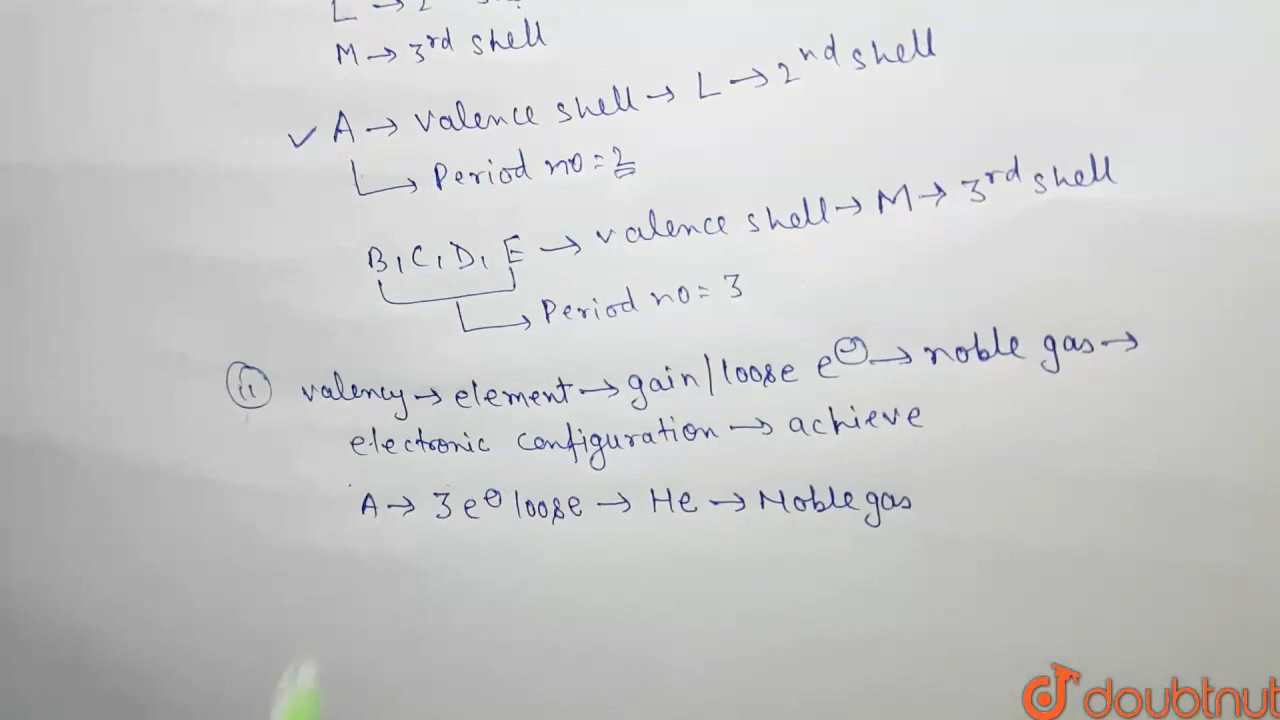 L →
M → 3rd shell
✓ A → valence shell → L → 2nd shell
↳ Period no = 2
B, C, D, E → valence shell → M → 3rd shell
↳ Period no = 3
(ii) valency → element → gain/loose e⊖ → noble gas →
electronic configuration → achieve
A → 3e⊖ loose → He → Noble gas
doubtnut